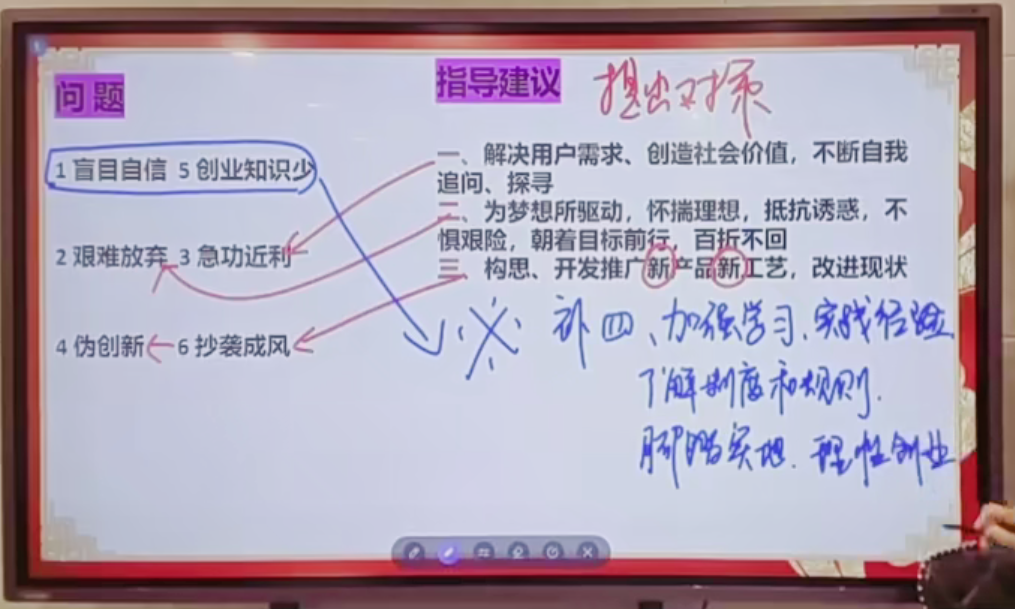 问题
1 盲目自信 5 创业知识少
2 艰难放弃 3 急功近利
4 伪创新 6 抄袭成风
指导建议 提出对策
一、解决用户需求、创造社会价值，不断自我
追问、探寻
二、为梦想所驱动，怀揣理想，抵抗诱惑，不
惧艰险，朝着目标前行，百折不回
三、构思、开发推广新产品新工艺，改进现状
※ 补四、加强学习、实践经验
了解制度和规则.
脚踏实地、理性创业